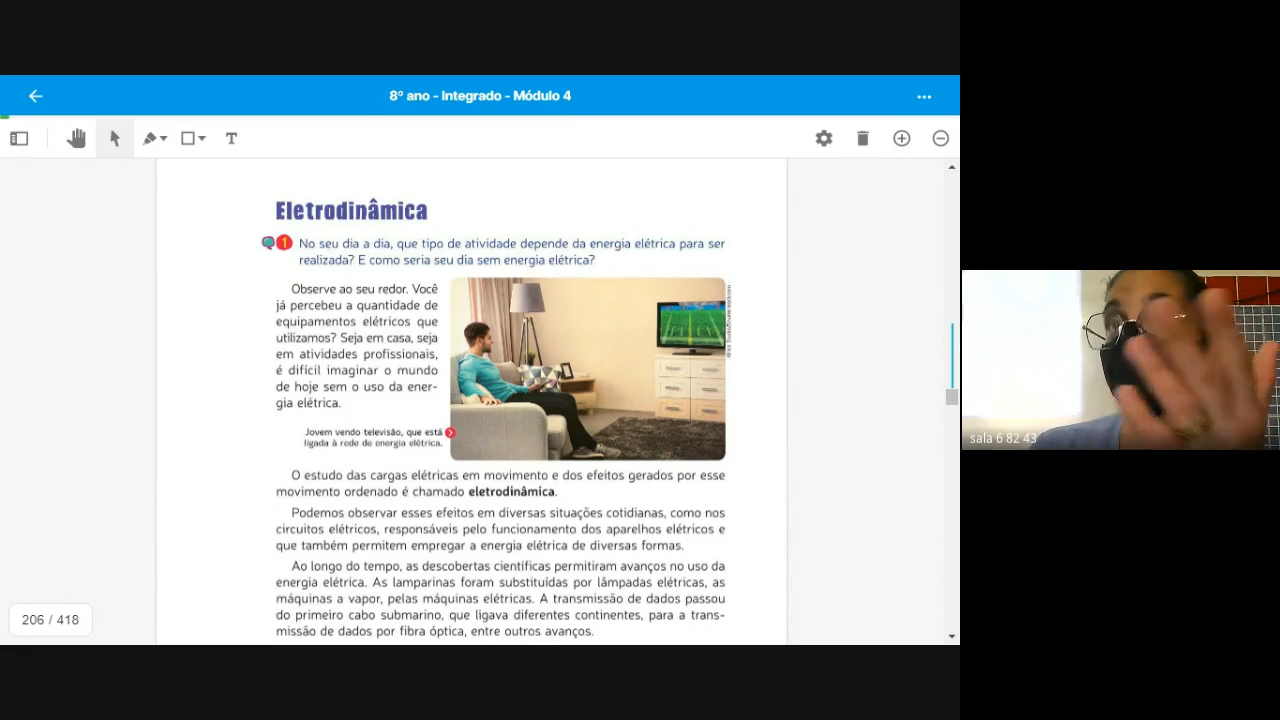 8º ano - Integrado - Módulo 4
T
Eletrodinâmica
1 No seu dia a dia, que tipo de atividade depende da energia elétrica para ser
realizada? E como seria seu dia sem energia elétrica?
Observe ao seu redor. Você
já percebeu a quantidade de
equipamentos elétricos que
utilizamos? Seja em casa, seja
em atividades profissionais,
é difícil imaginar o mundo
de hoje sem o uso da ener-
gia elétrica.
Jovem vendo televisão, que está
ligada à rede de energia elétrica.
O estudo das cargas elétricas em movimento e dos efeitos gerados por esse
movimento ordenado é chamado eletrodinâmica.
Podemos observar esses efeitos em diversas situações cotidianas, como nos
circuitos elétricos, responsáveis pelo funcionamento dos aparelhos elétricos e
que também permitem empregar a energia elétrica de diversas formas.
Ao longo do tempo, as descobertas científicas permitiram avanços no uso da
energia elétrica. As lamparinas foram substituídas por lâmpadas elétricas, as
máquinas a vapor, pelas máquinas elétricas. A transmissão de dados passou
do primeiro cabo submarino, que ligava diferentes continentes, para a trans-
missão de dados por fibra óptica, entre outros avanços.
206 / 418
sala 6 82 43